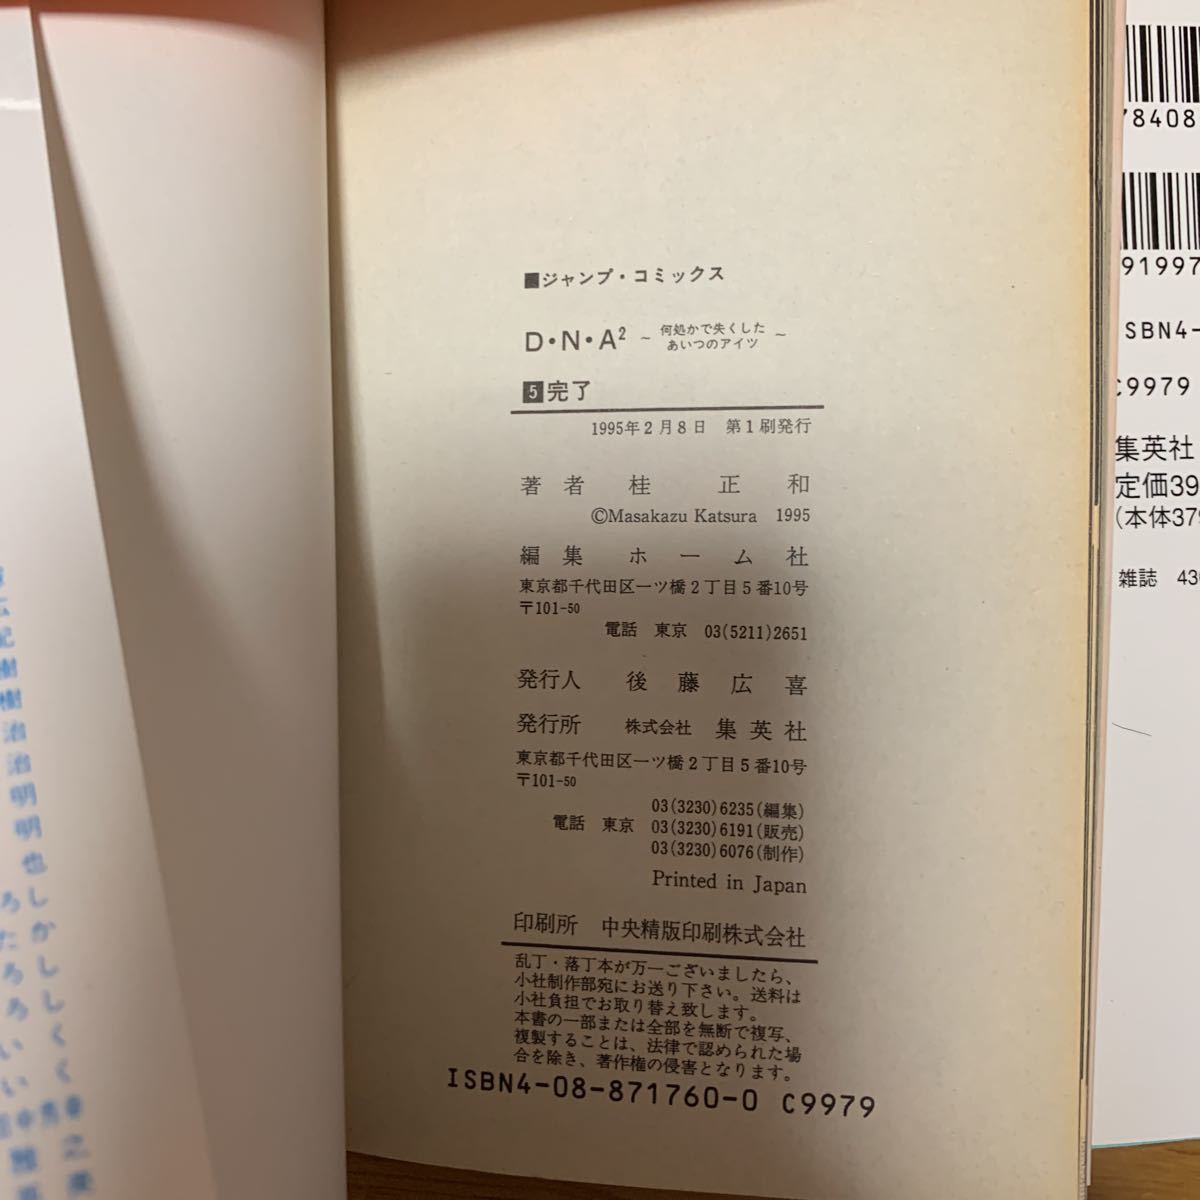 ■ジャンプ・コミックス
D・N・A² ~何処かで失くした あいつのアイツ~
5完了
1995年2月8日 第1刷発行
著者 桂正和
©Masakazu Katsura 1995
編集 ホーム社
東京都千代田区一ツ橋2丁目5番10号
〒101-50
電話 東京 03(5211)2651
発行人 後藤広喜
発行所 株式会社 集英社
東京都千代田区一ツ橋2丁目5番10号
〒101-50
03(3230)6235(編集)
電話 東京 03(3230)6191(販売)
03(3230)6076(制作)
Printed in Japan
印刷所 中央精版印刷株式会社
乱丁・落丁本が万一ございましたら、
小社制作部宛にお送り下さい。送料は
小社負担でお取り替え致します。
本書の一部または全部を無断で複写、
複製することは、法律で認められた場
合を除き、著作権の侵害となります。
ISBN4-08-871760-0 C9979
78408
91997
ISBN4-
C9979
集英社
定価39
(本体379
雑誌 430